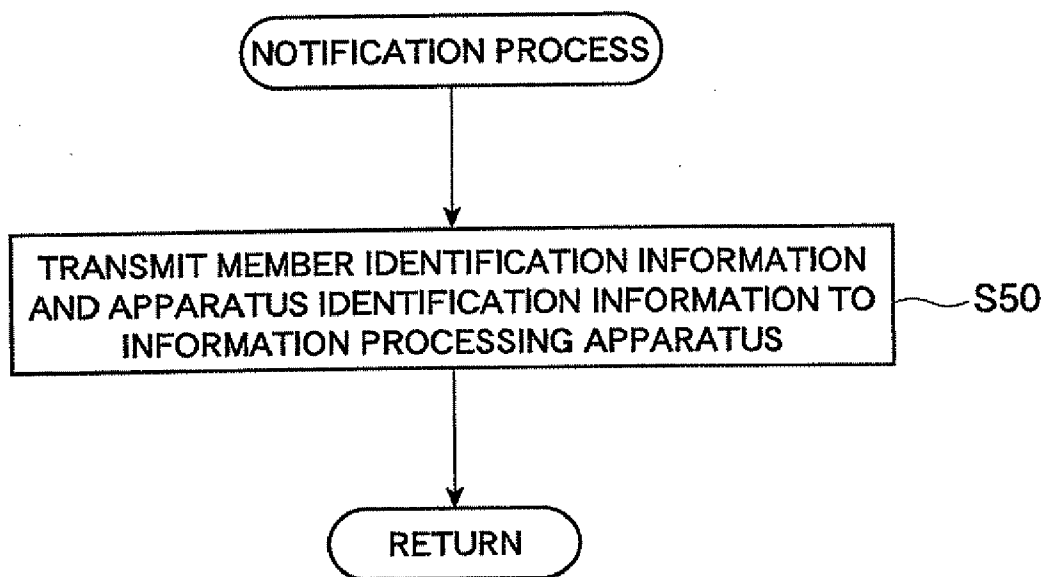 NOTIFICATION PROCESS
TRANSMIT MEMBER IDENTIFICATION INFORMATION
AND APPARATUS IDENTIFICATION INFORMATION TO
INFORMATION PROCESSING APPARATUS
S50
RETURN